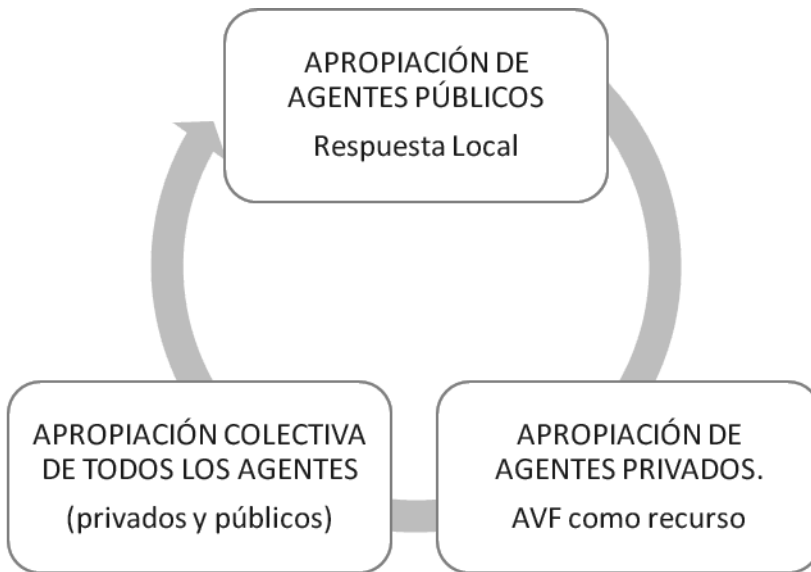 APROPIACIÓN DE
AGENTES PÚBLICOS
Respuesta Local
APROPIACIÓN COLECTIVA
DE TODOS LOS AGENTES
(privados y públicos)
APROPIACIÓN DE
AGENTES PRIVADOS.
AVF como recurso